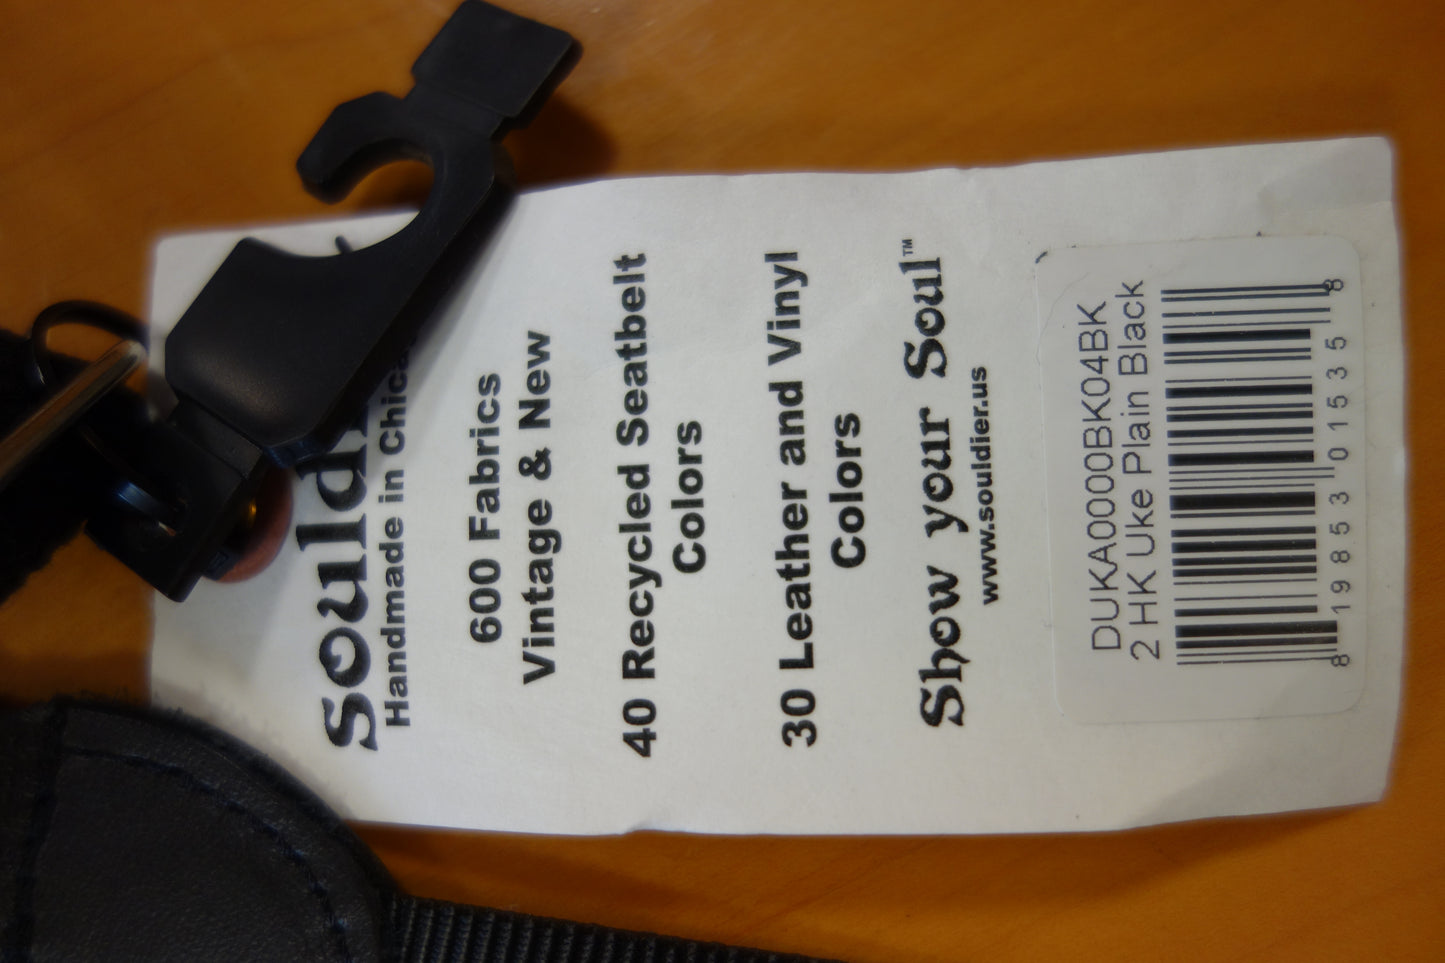 Handmade in
600 Fabrics
Vintage & New
40 Recycled Seatbelt
Colors
30 Leather and Vinyl
Colors
Show your Soul™
www.souldier.us
DUKA0000BK04BK
2 HK Uke Plain Black
8 19853 01535 8